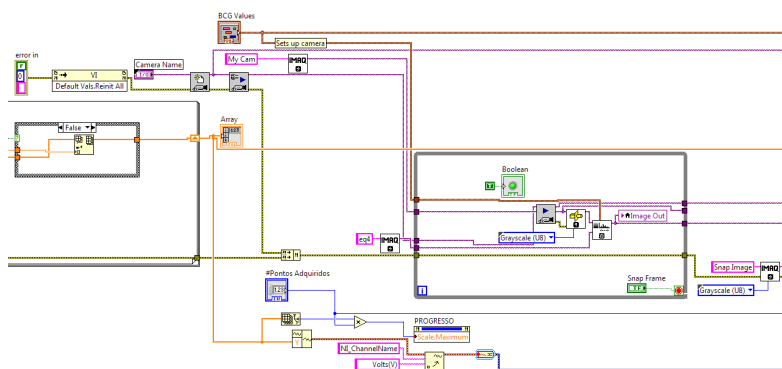 BCG Values
Sets up camera
error in
VI
Default Vals.Reinit All
Camera Name
I/O
My Cam
IMAQ
False
Array
Boolean
Image Out
Grayscale (U8)
eq4
IMAQ
Snap Frame
TF
i
Snap Image
IMAQ
Grayscale (U8)
#Pontos Adquiridos
123
PROGRESSO
Scale.Maximum
NI_ChannelName
Volts(V)